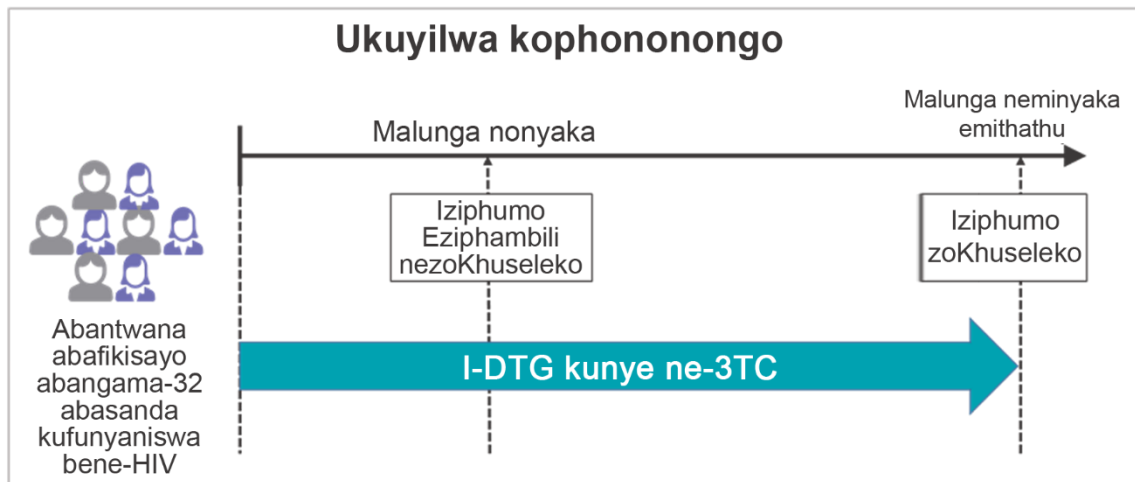 Ukuyilwa kophononongo
Malunga nonyaka
Malunga neminyaka
emithathu
Iziphumo
Eziphambili
nezoKhuseleko
Iziphumo
zoKhuseleko
Abantwana
abafikisayo
abangama-32
abasanda
kufunyaniswa
bene-HIV
I-DTG kunye ne-3TC